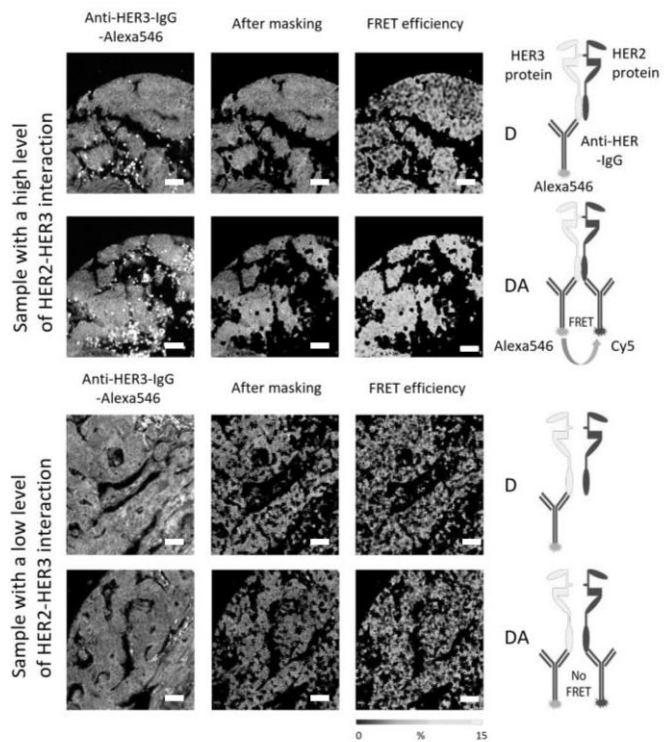 Anti-HER3-IgG
-Alexa546
After masking
FRET efficiency
Sample with a high level
of HER2-HER3 interaction
HER3
protein
HER2
protein
D
Anti-HER
-IgG
Alexa546
DA
FRET
Alexa546
Cy5
Anti-HER3-IgG
-Alexa546
After masking
FRET efficiency
Sample with a low level
of HER2-HER3 interaction
D
DA
No
FRET
0 % 15